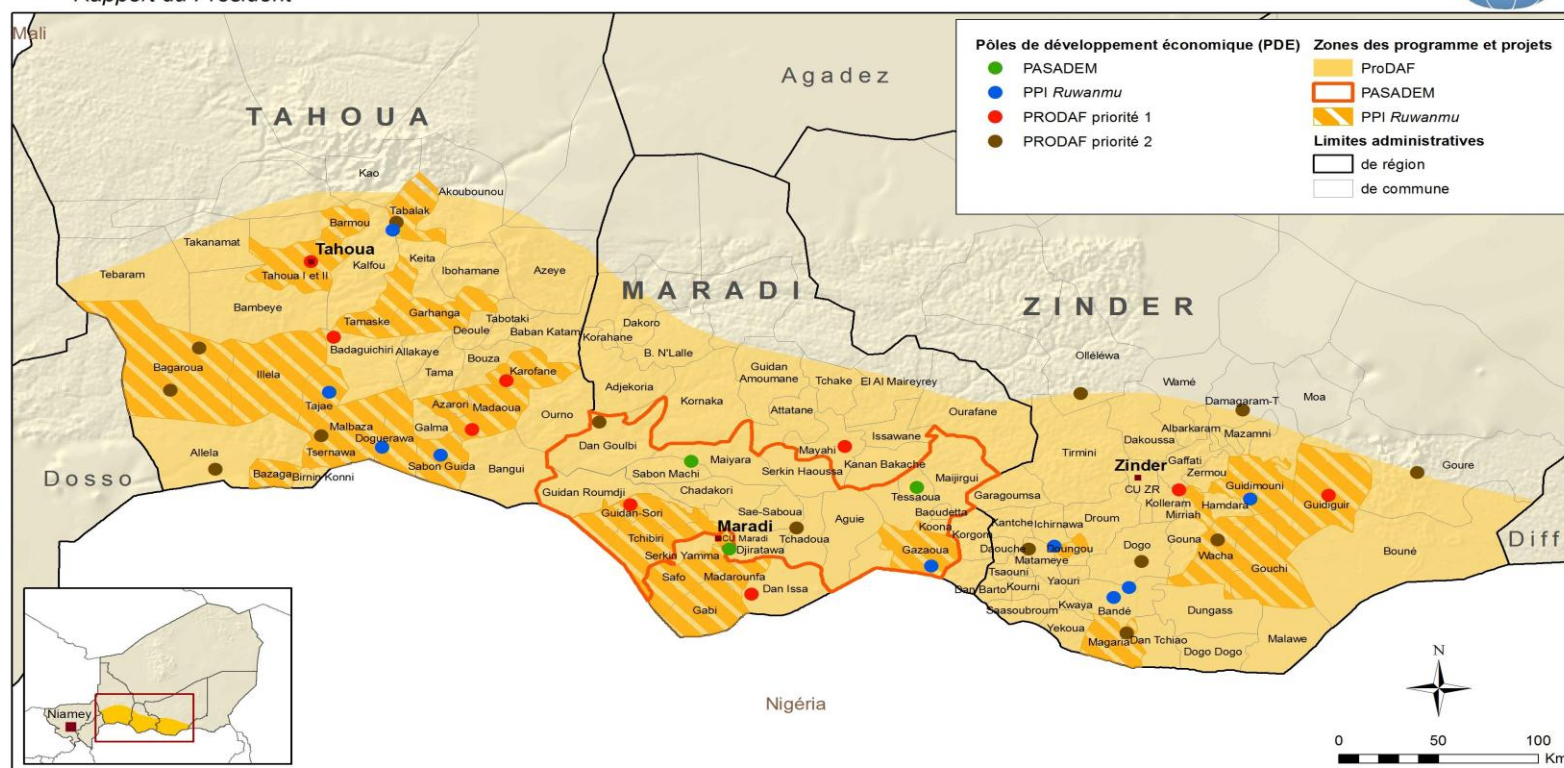 Rapport du Président
Mali
Agadez
TAHOUA
MARADI
ZINDER
Dosso
Diff
Nigéria
Pôles de développement économique (PDE)
PASADEM
PPI Ruwanmu
PRODAF priorité 1
PRODAF priorité 2
Zones des programme et projets
ProDAF
PASADEM
PPI Ruwanmu
Limites administratives
de région
de commune
Kao
Akoubounou
Tabalak
Barmou
Takanamat
Tahoua
Tahoua I et II
Kalfou
Keita
Ibohamane
Azeye
Tebaram
Bambeye
Tamaske
Garhanga
Tabotaki
Deoule
Baban Katam
Badaguichiri
Allakaye
Bouza
Bagaroua
Illela
Tama
Karofane
Tajae
Azarori
Madaoua
Ourno
Malbaza
Galma
Doguerawa
Tsernawa
Allela
Bazaga
Birnin Konni
Sabon Guida
Bangui
Dakoro
Korahane
B. N'Lalle
Guidan
Amoumane
Tchake
El Al Maireyrey
Adjekoria
Kornaka
Attatane
Ourafane
Dan Goulbi
Mayahi
Issawane
Maiyara
Kanan Bakache
Serkin Haoussa
Sabon Machi
Maijirgui
Chadakori
Tessaoua
Guidan Roumdji
Guidan-Sori
Sae-Saboua
Aguie
Baoudetta
Koona
Maradi
CU Maradi
Tchadoua
Djiratawa
Tchibiri
Serkin Yamma
Gazaoua
Korgom
Safo
Madarounfa
Dan Issa
Gabi
Olléléwa
Wamé
Damagaram-T
Moa
Albarkaram
Mazamni
Dakoussa
Tirmini
Gaffati
Zermou
Goure
Zinder
CU ZR
Guidimouni
Garagoumsa
Kolleram
Hamdara
Guidiguir
Mirriah
Kantche
Ichirnawa
Droum
Daouche
Doungou
Dogo
Gouna
Bouné
Matameye
Wacha
Gouchi
Tsaouni
Yaouri
Dan Barto
Kourni
Saasoubroum
Kwaya
Bandé
Dungass
Yekoua
Magaria
Dan Tchiao
Malawe
Dogo Dogo
Niamey
N
0
50
100
Km